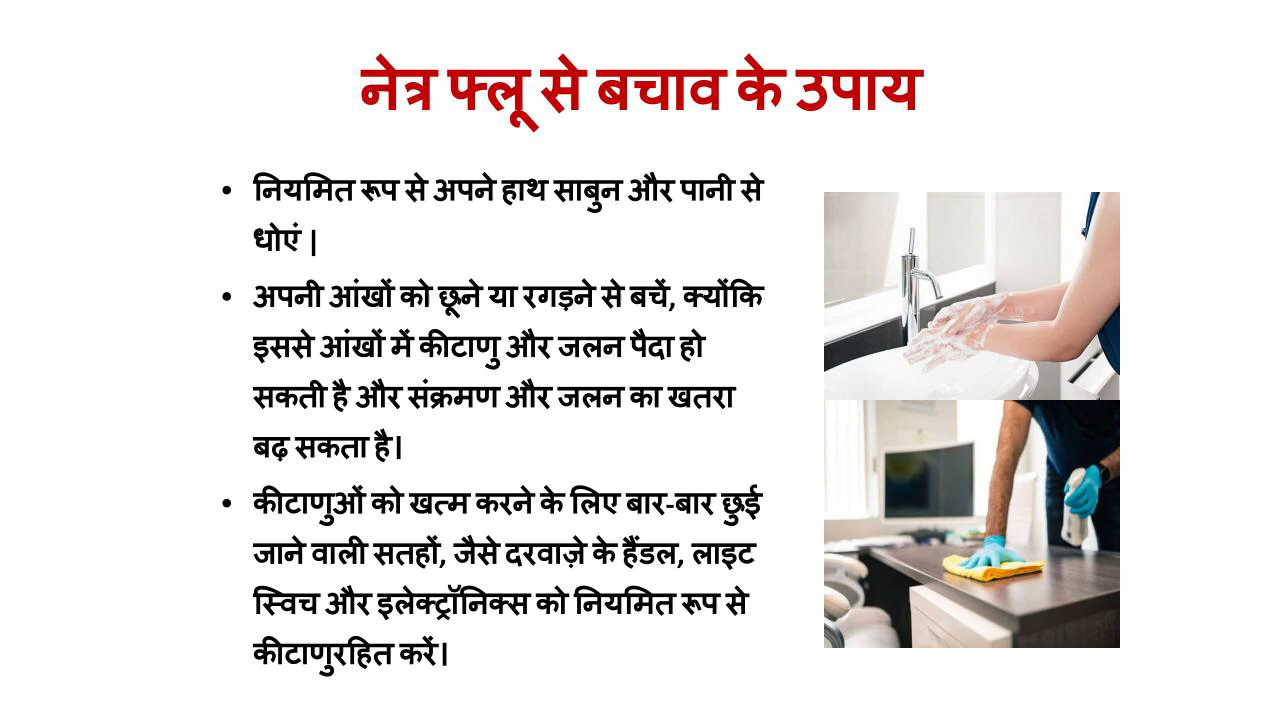 नेत्र फ्लू से बचाव के उपाय
• नियमित रूप से अपने हाथ साबुन और पानी से
धोएं |
• अपनी आंखों को छूने या रगड़ने से बचें, क्योंकि
इससे आंखों में कीटाणु और जलन पैदा हो
सकती है और संक्रमण और जलन का खतरा
बढ़ सकता है।
• कीटाणुओं को खत्म करने के लिए बार-बार छुई
जाने वाली सतहों, जैसे दरवाज़े के हैंडल, लाइट
स्विच और इलेक्ट्रॉनिक्स को नियमित रूप से
कीटाणुरहित करें।